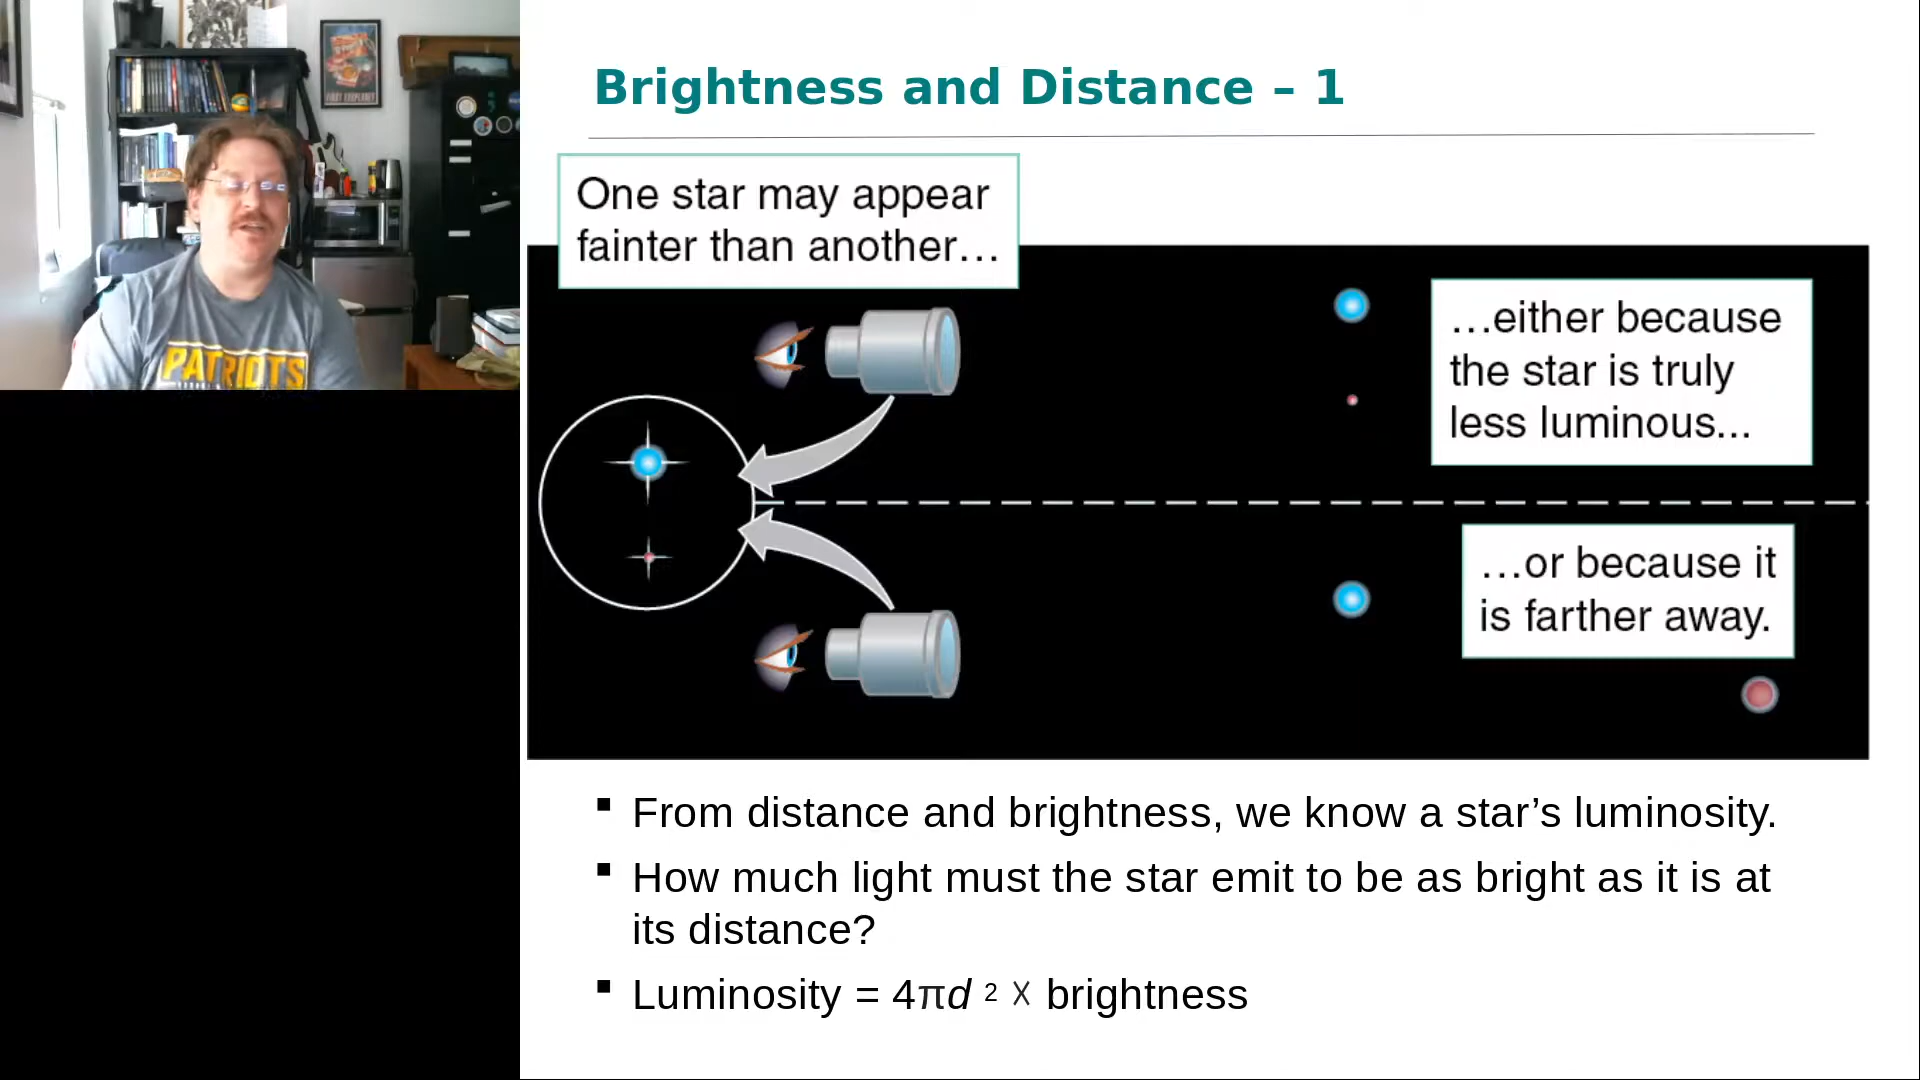 Brightness and Distance – 1
One star may appear
fainter than another…
…either because
the star is truly
less luminous...
…or because it
is farther away.
PATRIOTS
From distance and brightness, we know a star’s luminosity.
How much light must the star emit to be as bright as it is at
its distance?
Luminosity = 4πd ² X brightness